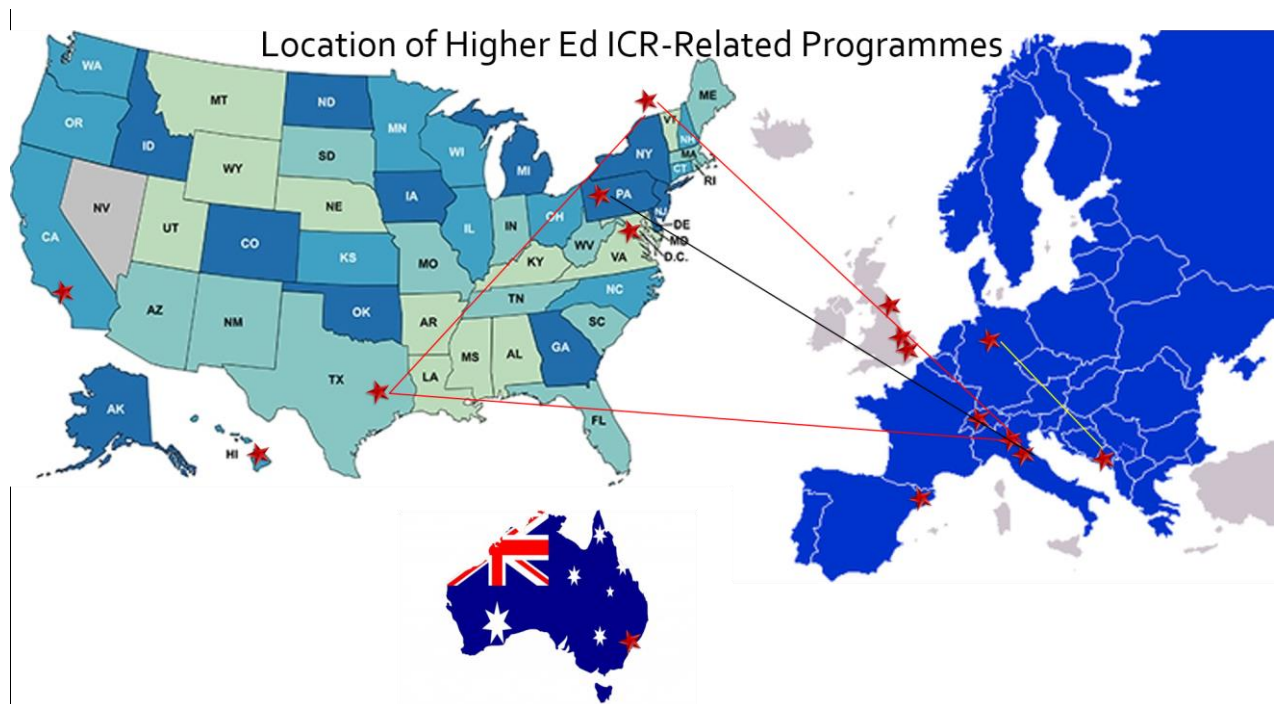 Location of Higher Ed ICR-Related Programmes
WA
MT
ND
MN
ME
VT
OR
ID
SD
WI
NY
NH
MA
WY
MI
CT
RI
IA
PA
NE
NV
NJ
UT
IL
IN
OH
DE
CA
CO
MD
WV
D.C.
KS
MO
VA
KY
NC
TN
AZ
OK
NM
AR
SC
MS
AL
GA
TX
LA
AK
FL
HI